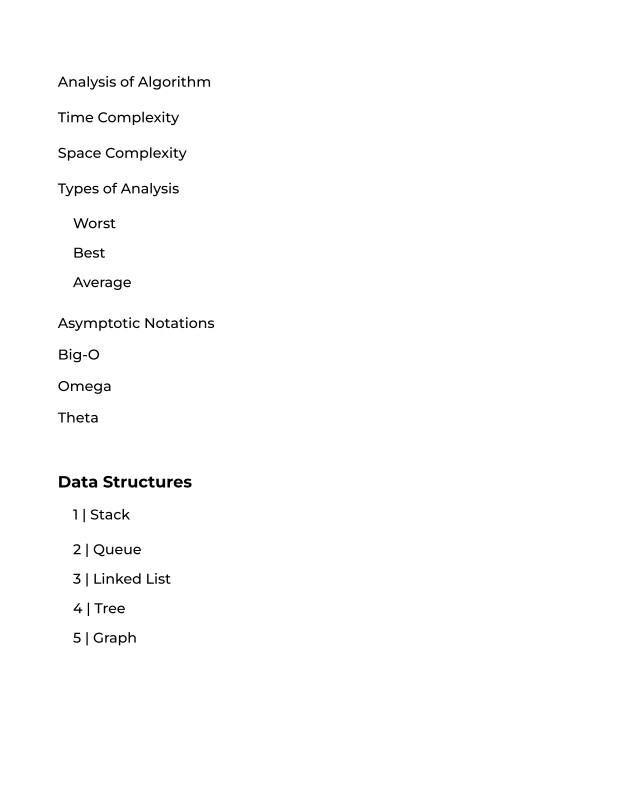 Analysis of Algorithm
Time Complexity
Space Complexity
Types of Analysis
Worst
Best
Average
Asymptotic Notations
Big-O
Omega
Theta
Data Structures
1 | Stack
2 | Queue
3 | Linked List
4 | Tree
5 | Graph